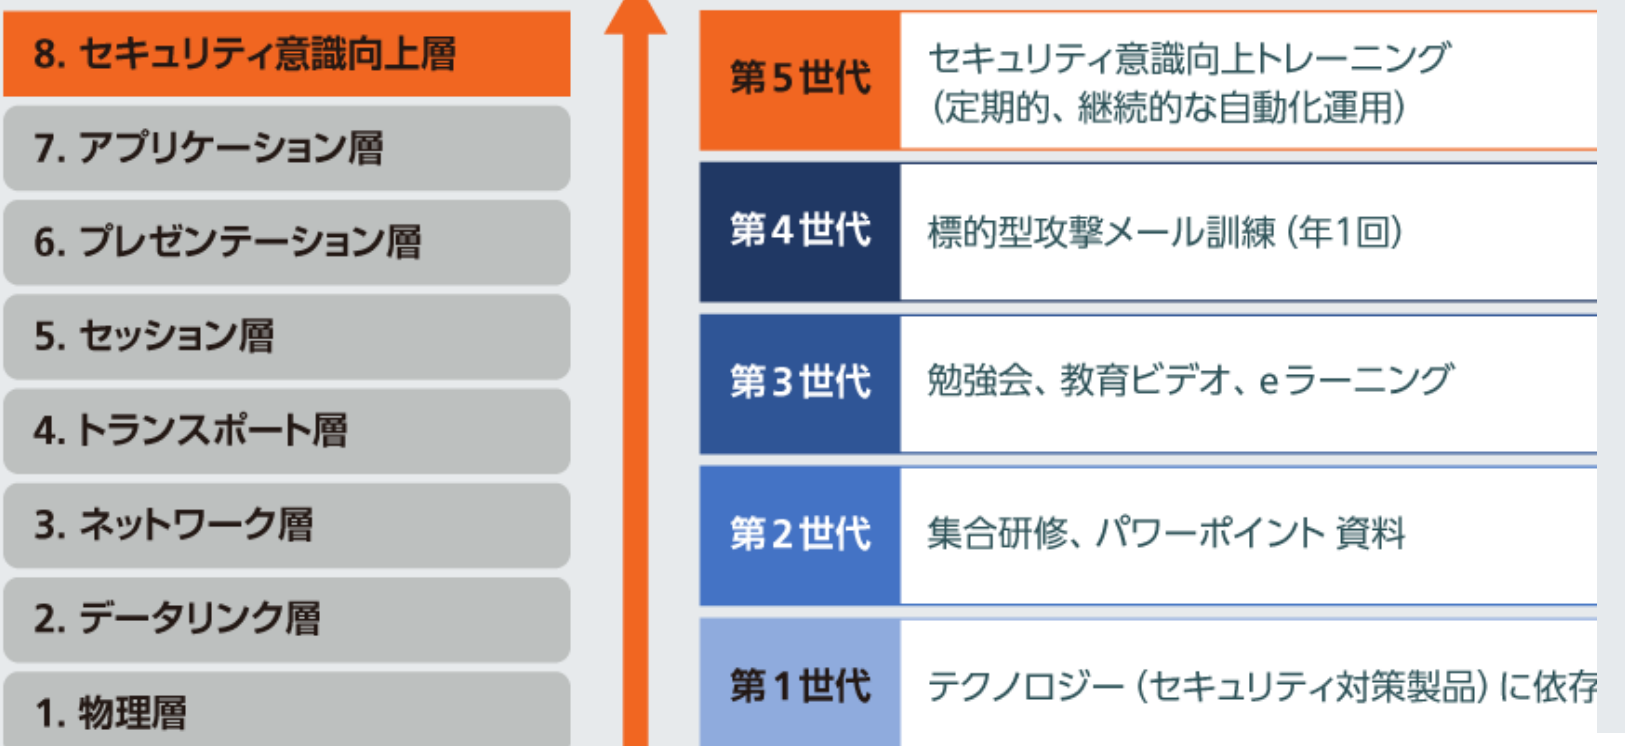 8. セキュリティ意識向上層
7. アプリケーション層
6. プレゼンテーション層
5. セッション層
4. トランスポート層
3. ネットワーク層
2. データリンク層
1. 物理層
第5世代
セキュリティ意識向上トレーニング
（定期的、継続的な自動化運用）
第4世代
標的型攻撃メール訓練（年1回）
第3世代
勉強会、教育ビデオ、eラーニング
第2世代
集合研修、パワーポイント 資料
第1世代
テクノロジー（セキュリティ対策製品）に依存